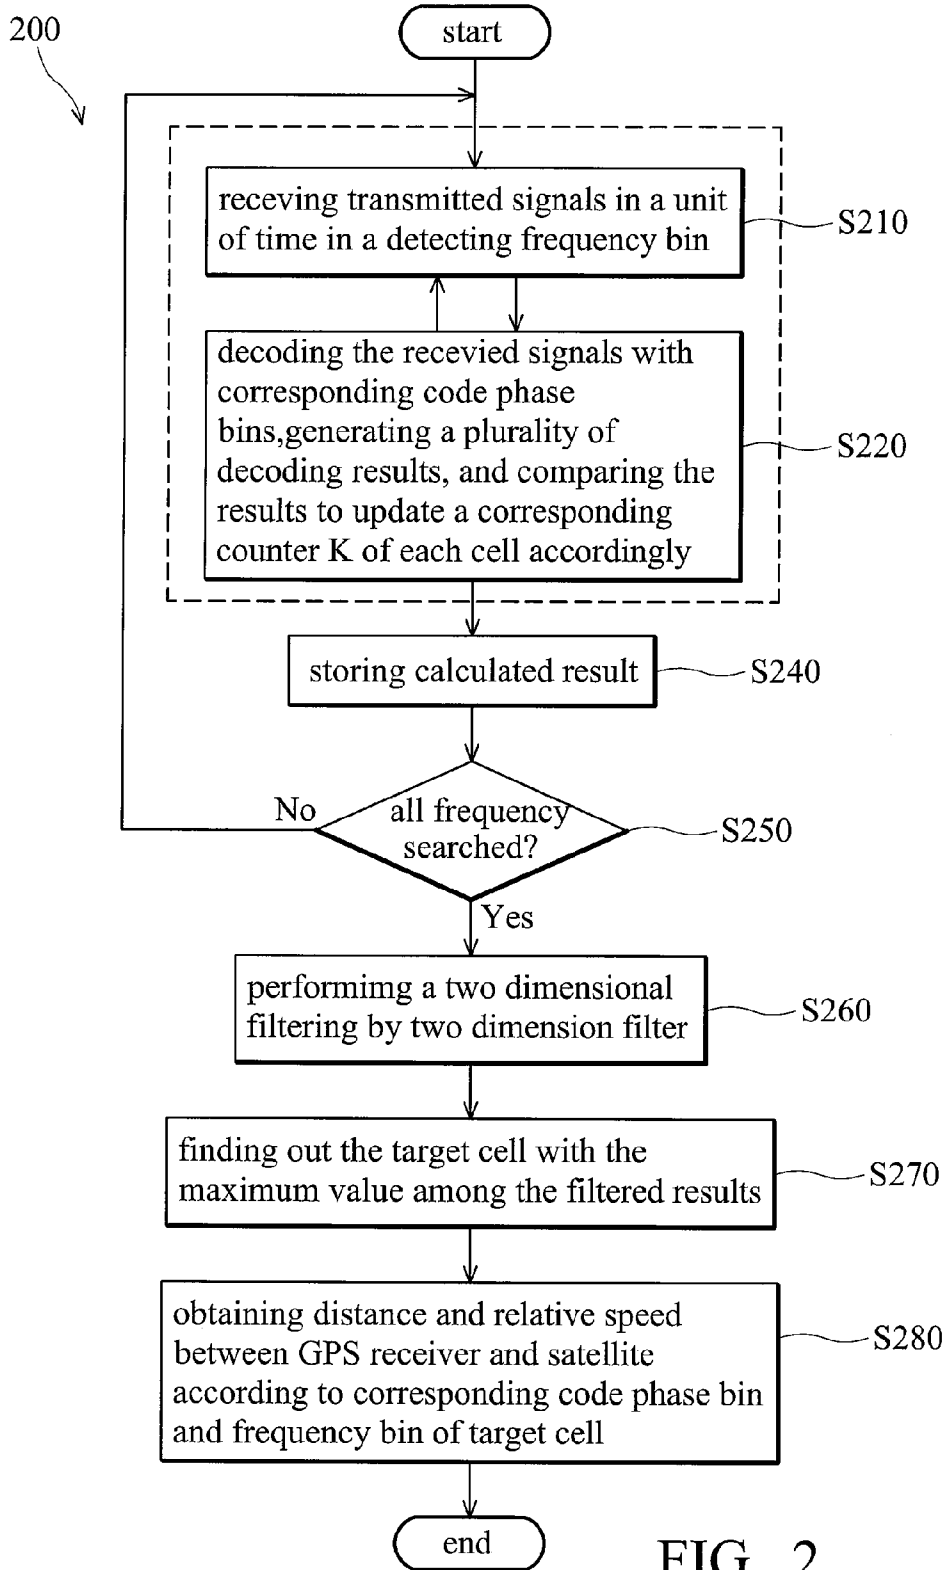 200
start
receving transmitted signals in a unit
of time in a detecting frequency bin
S210
decoding the recevied signals with
corresponding code phase
bins,generating a plurality of
decoding results, and comparing the
results to update a corresponding
counter K of each cell accordingly
S220
storing calculated result
S240
No
all frequency
searched?
S250
Yes
performimg a two dimensional
filtering by two dimension filter
S260
finding out the target cell with the
maximum value among the filtered results
S270
obtaining distance and relative speed
between GPS receiver and satellite
according to corresponding code phase bin
and frequency bin of target cell
S280
end
FIG. 2